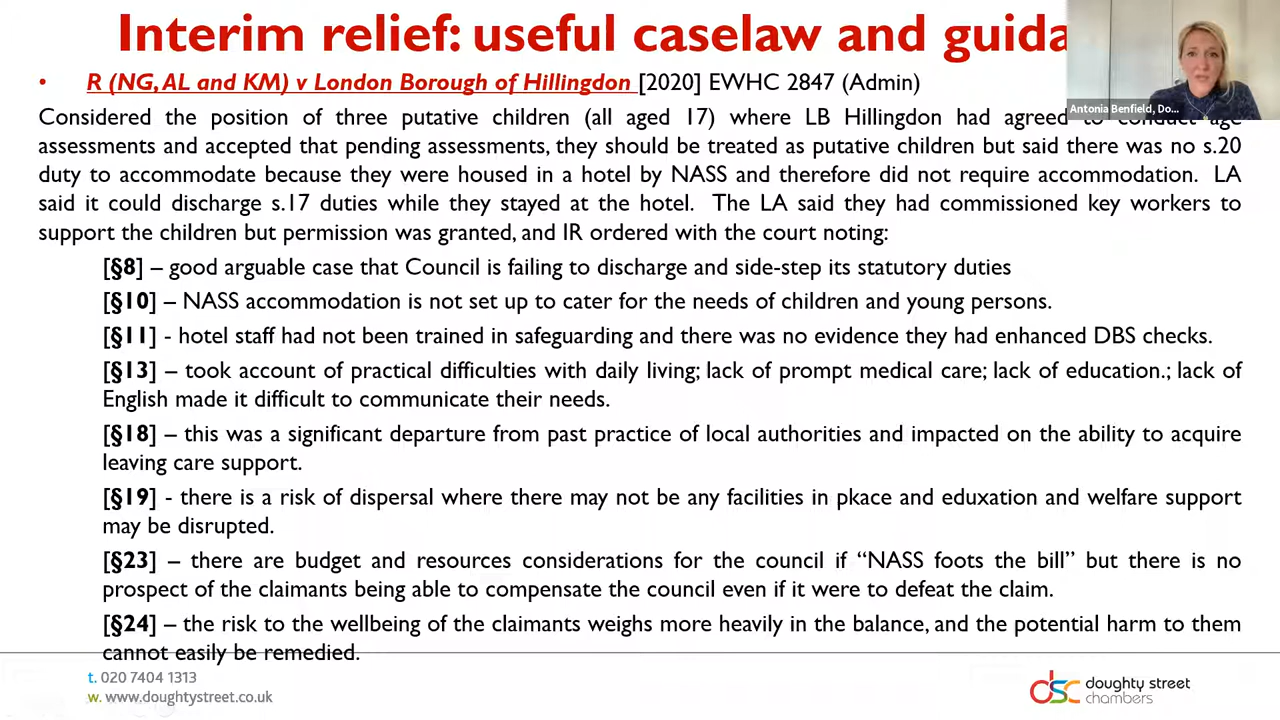 Interim relief: useful caselaw and guida
• R (NG, AL and KM) v London Borough of Hillingdon [2020] EWHC 2847 (Admin)
Antonia Benfield, Do...
Considered the position of three putative children (all aged 17) where LB Hillingdon had agreed to conduct age
assessments and accepted that pending assessments, they should be treated as putative children but said there was no s.20
duty to accommodate because they were housed in a hotel by NASS and therefore did not require accommodation. LA
said it could discharge s.17 duties while they stayed at the hotel. The LA said they had commissioned key workers to
support the children but permission was granted, and IR ordered with the court noting:
[§8] – good arguable case that Council is failing to discharge and side-step its statutory duties
[§10] – NASS accommodation is not set up to cater for the needs of children and young persons.
[§11] - hotel staff had not been trained in safeguarding and there was no evidence they had enhanced DBS checks.
[§13] – took account of practical difficulties with daily living; lack of prompt medical care; lack of education.; lack of
English made it difficult to communicate their needs.
[§18] – this was a significant departure from past practice of local authorities and impacted on the ability to acquire
leaving care support.
[§19] - there is a risk of dispersal where there may not be any facilities in pkace and eduxation and welfare support
may be disrupted.
[§23] – there are budget and resources considerations for the council if “NASS foots the bill” but there is no
prospect of the claimants being able to compensate the council even if it were to defeat the claim.
[§24] – the risk to the wellbeing of the claimants weighs more heavily in the balance, and the potential harm to them
cannot easily be remedied.
t. 020 7404 1313
w. www.doughtystreet.co.uk
dsc doughty street
chambers